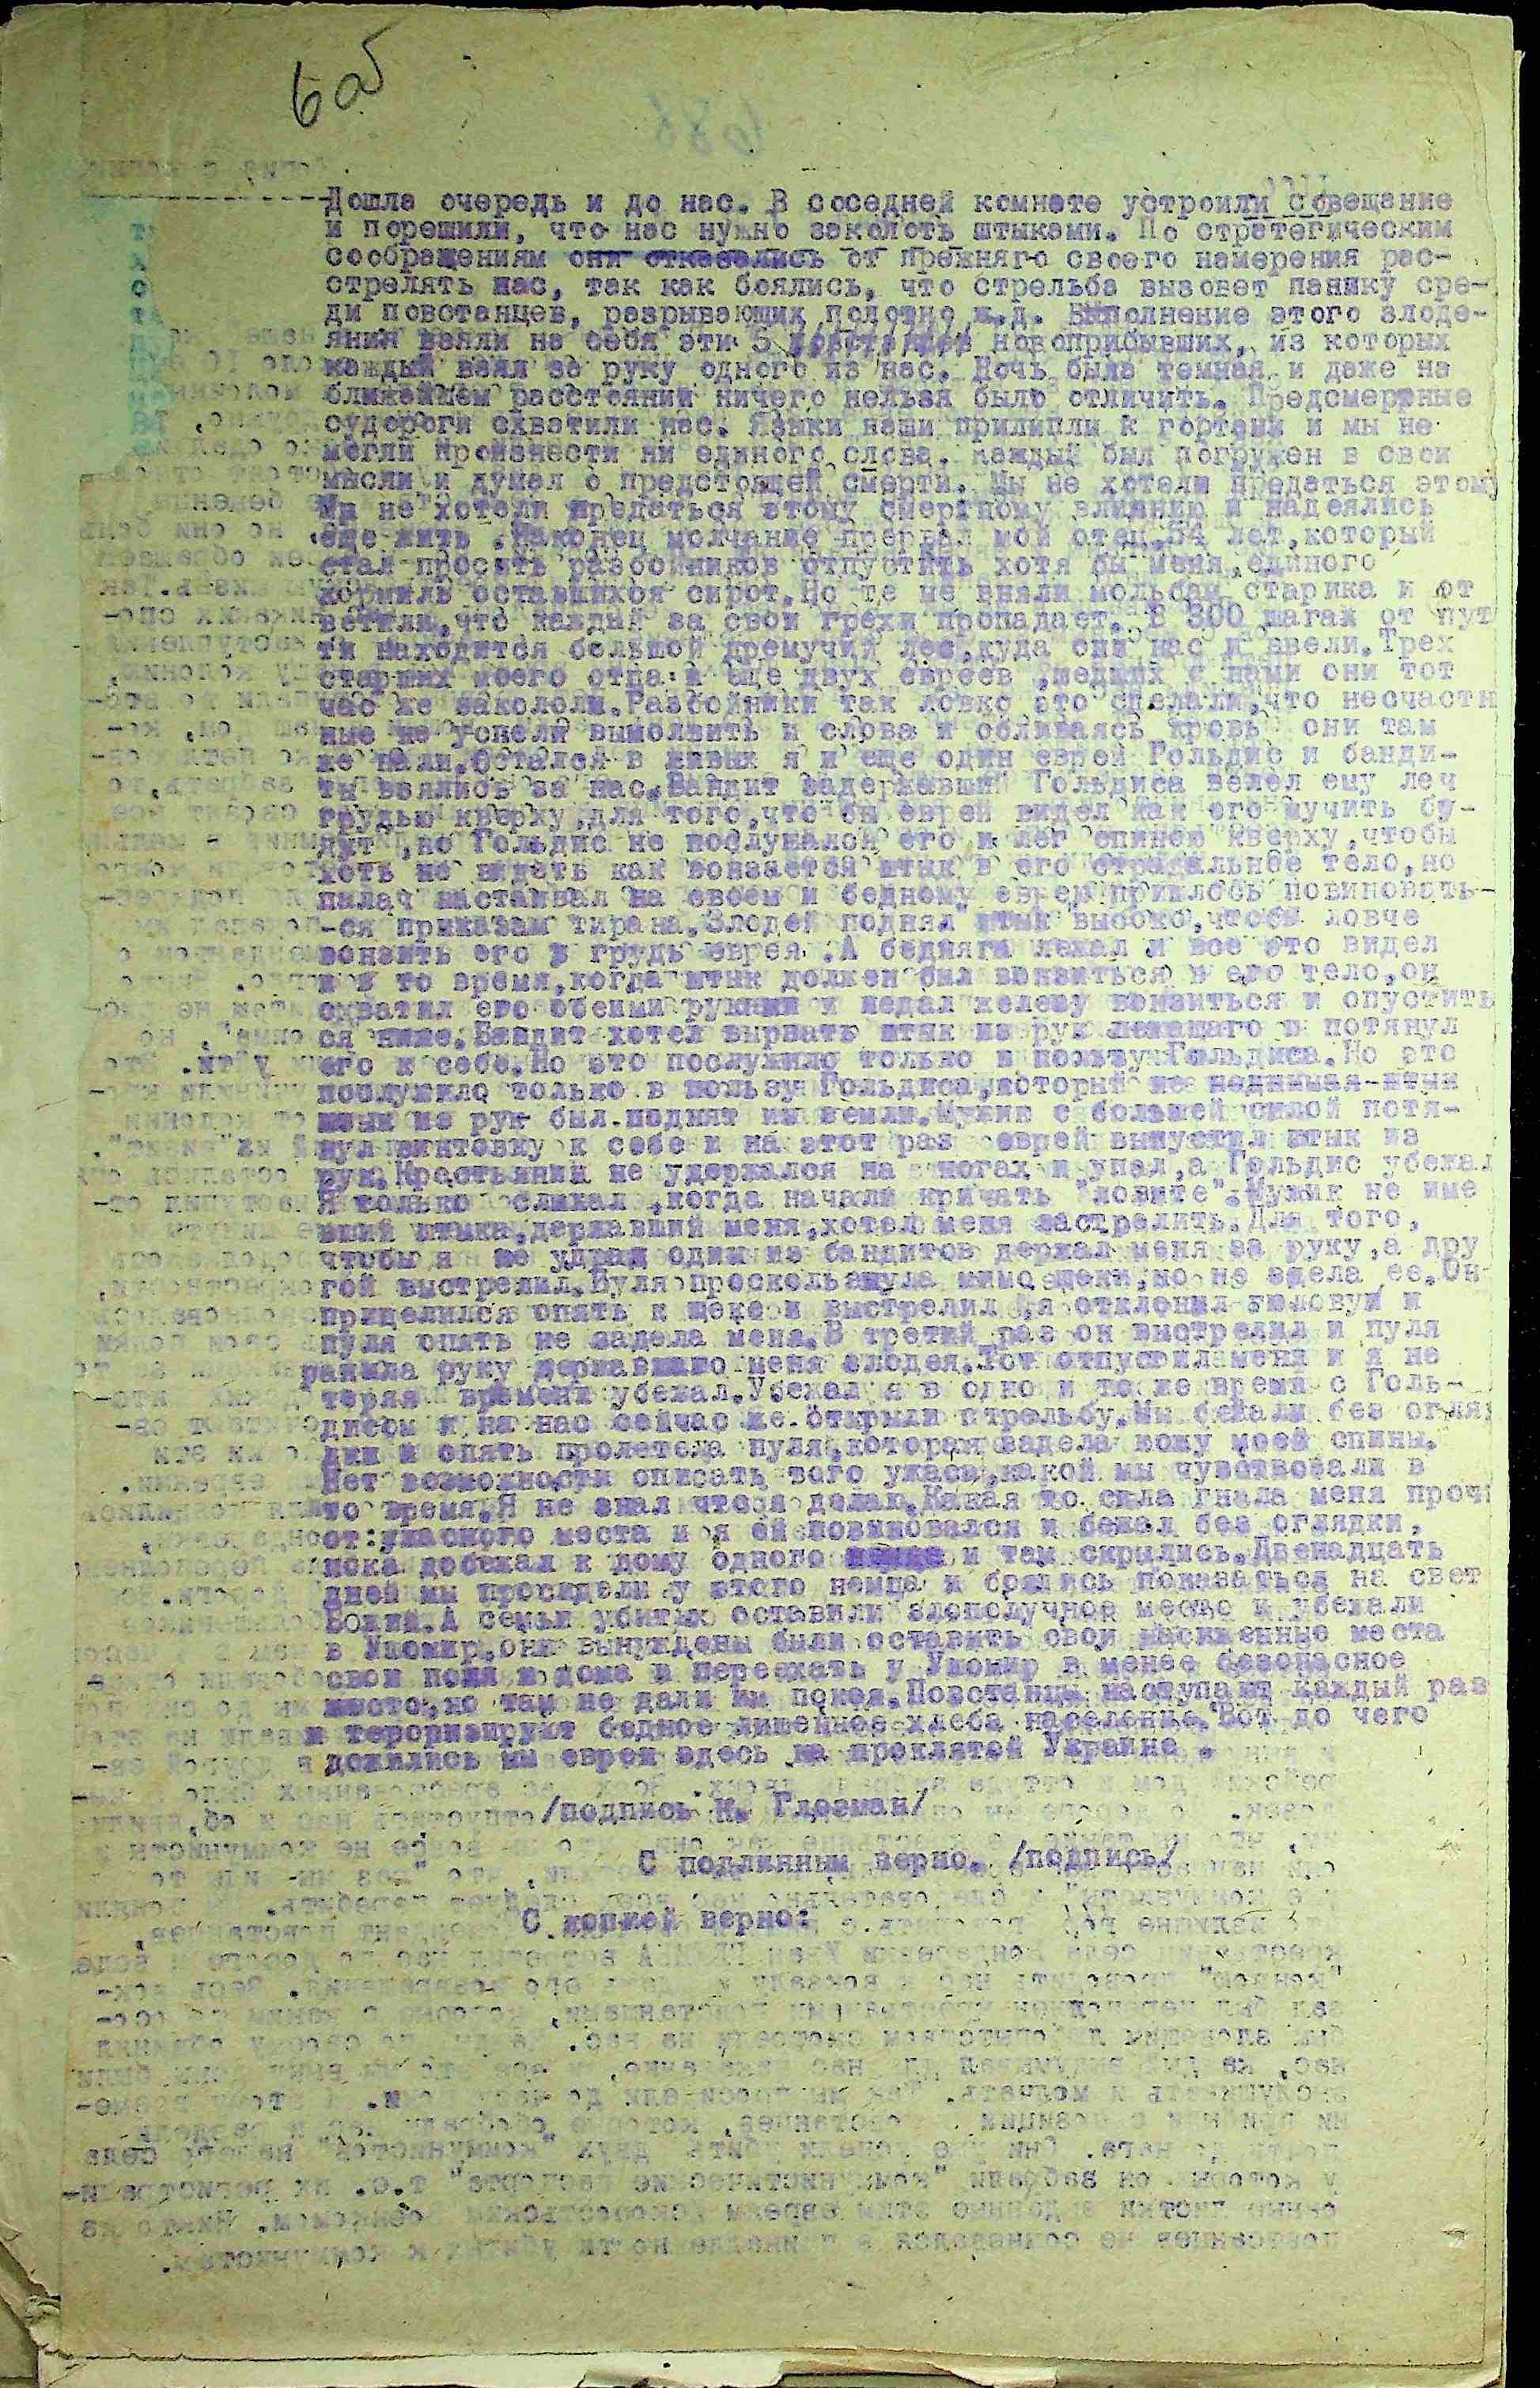 6 об
Дошла очередь и до нас. В соседней комнате устроили совещание
и порешили, что нас нужно заколоть штыками. По стратегическим
соображениям они отказались от прежняго своего намерения рас-
стрелять нас, так как боялись, что стрельба вызовет панику сре-
ди повстанцев, разрывающих полотно ж.д. Выполнение этого злоде-
яния взяли на себя эти 5 новоприбывших, из которых
каждый взял за руку одного из нас. Ночь была темная и даже на
ближайшем расстоянии ничего нельзя было отличить. Предсмертные
судороги схватили нас. Языки наши прилипли к гортани и мы не
могли произнести ни единого слова. Каждый был погружен в свои
мысли и думал о предстоящей смерти. Мы не хотели предаться этому
Мы не хотели предаться этому смертному влиянию и надеялись
еще жить. Наконец молчание прервал мой отец, 54 лет, который
стал просить разбойников отпустить хотя бы меня, единого
кормиль оставшихся сирот. Но те не вняли мольбам старика и от
ветили, что каждый за свои грехи пропадает. В 300 шагах от пут
ти находится большой дремучий лес, куда они нас и ввели. Трех
старших моего отца и еще двух евреев, шедших с нами они тот
час же закололи. Разбойники так ловко это сделали, что несчастн
ные не успели вымолвить и слова и обливаясь кровь они там
же пали. Остался в живых я и еще один еврей Гольдис и банди-
ты взялись за нас. Бандит задержавший Гольдиса велел ему леч
грудью кверху, для того, что бы еврей видел как его мучить бу-
дут, но Гольдис не послушался его и лег спиною кверху, чтобы
хоть не видеть как вонзается штык в его страдальное тело, но
палач настаивал на своем и бедному еврею пришлось повиновать-
-ся приказам тирана. Злодей поднял штык высоко, чтобы ловче
вонзить его в грудь еврея. А бедняга лежал и все это видел
и в то время, когда штык должен был вонзиться в его тело, он
схватил его обеими руками и недал железу вонзиться и опустить
ся ниже. Бандит хотел вырвать штык из рук лежащего и потянул
его к себе. Но это послужило только в пользу Гольдиса. Но это
послужило только в пользу Гольдиса, который не
штык из рук был поднят из земли. Мужик с большей силой потя-
нул винтовку к себе и на этот раз еврей выпустил штык из
рук. Крестьянин не удержался на ногах и упал, а Гольдис убежал
Я только слыхал, когда начали кричать "ловите". Мужик не име
вший штыка, державший меня, хотел меня застрелить. Для того,
чтобы я не удрал один из бандитов держал меня за руку, а дру
гой выстрелил. Пуля проскользнула мимо щеки, но не задела ее. Он
прицелился опять к щеке и выстрелил, я отклонил головуи и
пуля опять не задела меня. В третий раз он выстрелил и пуля
ранила руку державшаго меня злодея. Тот отпустил меня и я не
теряя времени убежал. Убежал я в одно и то же время с Голь-
дисом и на нас сейчас же открыли стрельбу. Мы бежали без огля
дки и опять пролетела пуля, которая задела кожу моей спины.
Нет возможности описать того ужаса, какой мы чувствовали в
то время. Я не знал что я делаю. Какая то сила гнала меня проч
от ужасного места и я ей повиновался и бежал без оглядки,
пока добежал к дому одного немца и там скрылись. Двенадцать
дней мы просидели у этого немца и боялись показаться на свет
Божий. А семьи убитых оставили злополучное место и убежали
в Ушомир, они вынуждены были оставить свои насиженные места
свои поля и дома и переехать у Ушомир в менее безопасное
место, но там не дали им покоя. Повстанцы наступают каждый раз
и тероризируют бедное лишенное хлеба население. Вот до чего
дожились мы евреи здесь на проклятой Украине.
/подпись И. Глозман/
С подлинным верно. /подпись/
С копией верно: